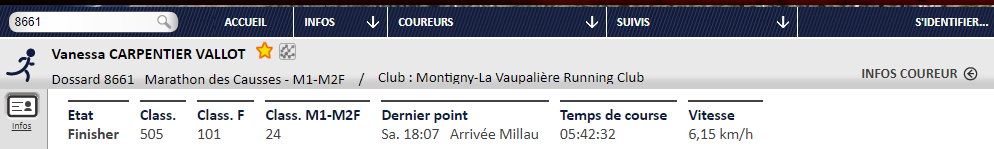 8661 ACCUEIL INFOS COUREURS SUIVIS S'IDENTIFIER...
Vanessa CARPENTIER VALLOT
Dossard 8661 Marathon des Causses - M1-M2F / Club : Montigny-La Vaupalière Running Club INFOS COUREUR
Infos
Etat Class. Class. F Class. M1-M2F Dernier point Temps de course Vitesse
Finisher 505 101 24 Sa. 18:07 Arrivée Millau 05:42:32 6,15 km/h